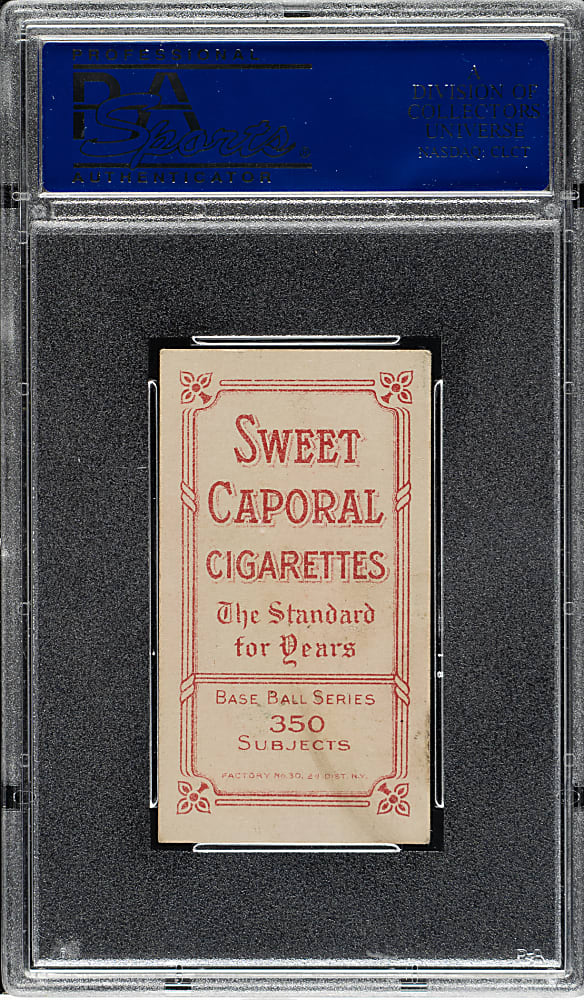 PROFESSIONAL
PSA
Sports
AUTHENTICATOR
A
DIVISION OF
COLLECTORS
UNIVERSE
NASDAQ: CLCT
SWEET
CAPORAL
CIGARETTES
The Standard
for Years
BASE BALL SERIES
350
SUBJECTS
FACTORY No. 30, 2d DIST. N.Y.
PSA